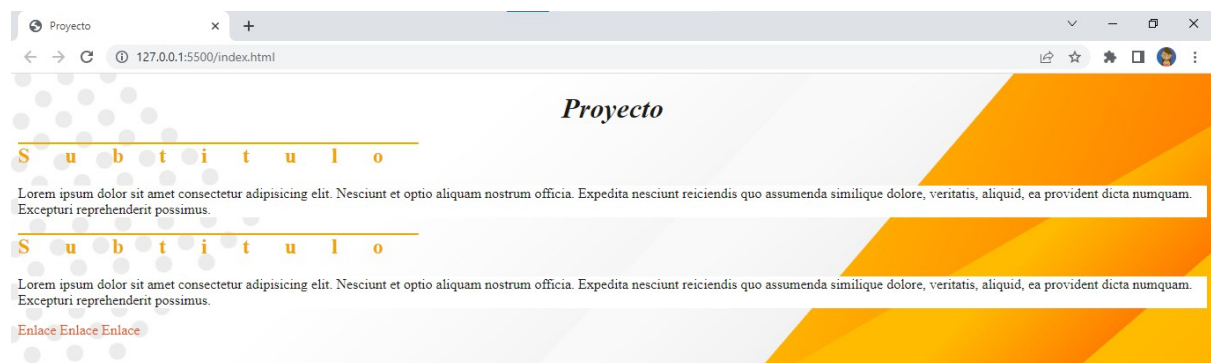 Proyecto
127.0.0.1:5500/index.html
Proyecto
Subtitulo
Lorem ipsum dolor sit amet consectetur adipisicing elit. Nesciunt et optio aliquam nostrum officia. Expedita nesciunt reiciendis quo assumenda similique dolore, veritatis, aliquid, ea provident dicta numquam.
Excepturi reprehenderit possimus.
Subtitulo
Lorem ipsum dolor sit amet consectetur adipisicing elit. Nesciunt et optio aliquam nostrum officia. Expedita nesciunt reiciendis quo assumenda similique dolore, veritatis, aliquid, ea provident dicta numquam.
Excepturi reprehenderit possimus.
Enlace Enlace Enlace